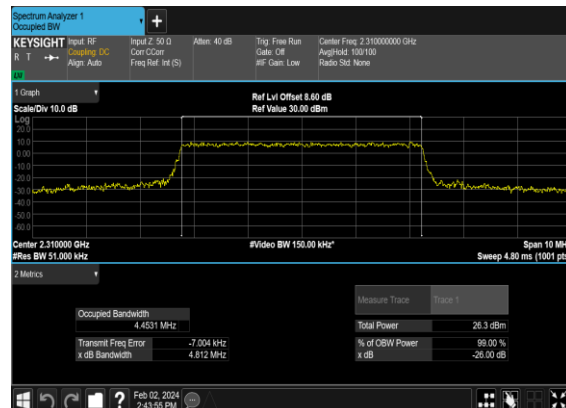 Spectrum Analyzer 1
Occupied BW
+
KEYSIGHT
R T
LW
Input: RF
Coupling: DC
Align: Auto
Input Z: 50 Ω
Corr CCorr
Freq Ref: Int (S)
Atten: 40 dB
Trig: Free Run
Gate: Off
#IF Gain: Low
Center Freq: 2.310000000 GHz
Avg|Hold: 100/100
Radio Std: None
1 Graph
Scale/Div 10.0 dB
Ref Lvl Offset 8.60 dB
Ref Value 30.00 dBm
Log
20.0
10.0
0.00
-10.0
-20.0
-30.0
-40.0
-50.0
-60.0
Center 2.310000 GHz
#Res BW 51.000 kHz
#Video BW 150.00 kHz*
Span 10 MH
Sweep 4.80 ms (1001 pts
2 Metrics
Measure Trace
Trace 1
Occupied Bandwidth
4.4531 MHz
Total Power
26.3 dBm
Transmit Freq Error
-7.004 kHz
% of OBW Power
99.00 %
x dB Bandwidth
4.812 MHz
x dB
-26.00 dB
?
Feb 02, 2024
2:43:55 PM